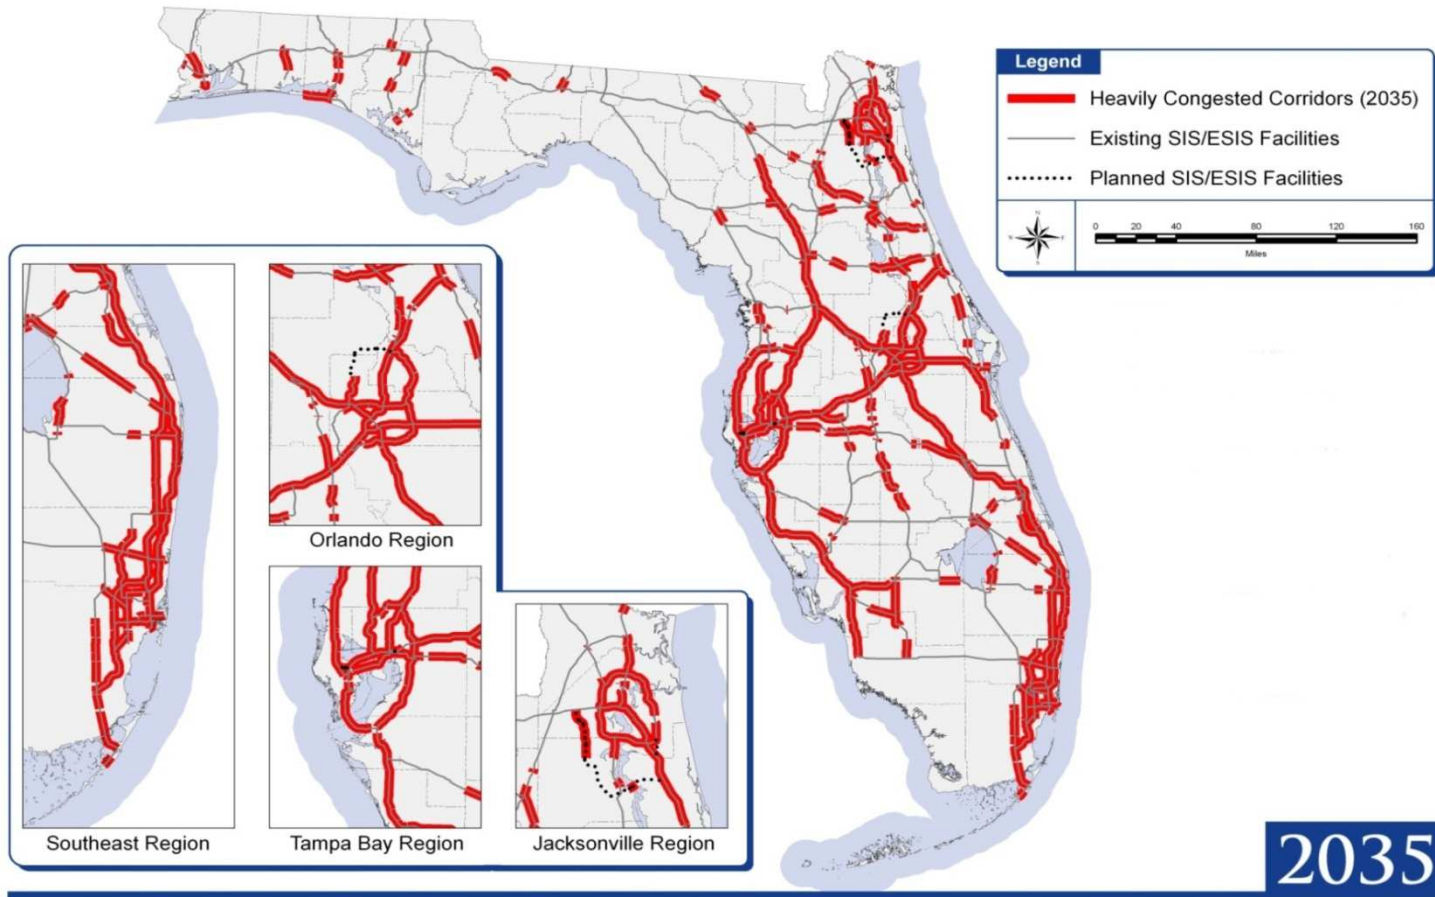 Legend
Heavily Congested Corridors (2035)
Existing SIS/ESIS Facilities
Planned SIS/ESIS Facilities
N
0 20 40 80 120 160
Miles
Orlando Region
Southeast Region
Tampa Bay Region
Jacksonville Region
2035